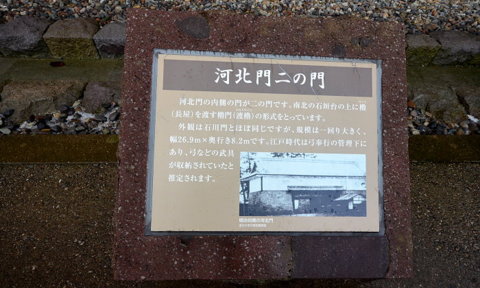 河北門二の門
河北門の内側の門が二の門です。南北の石垣台の上に櫓
(長屋)を渡す櫓門(渡櫓)の形式をとっています。
外観は石川門とほぼ同じですが、規模は一回り大きく、
幅26.9m×奥行き8.2mです。江戸時代は弓奉行の管理下に
あり、弓などの武具
が収納されていたと
推定されます。